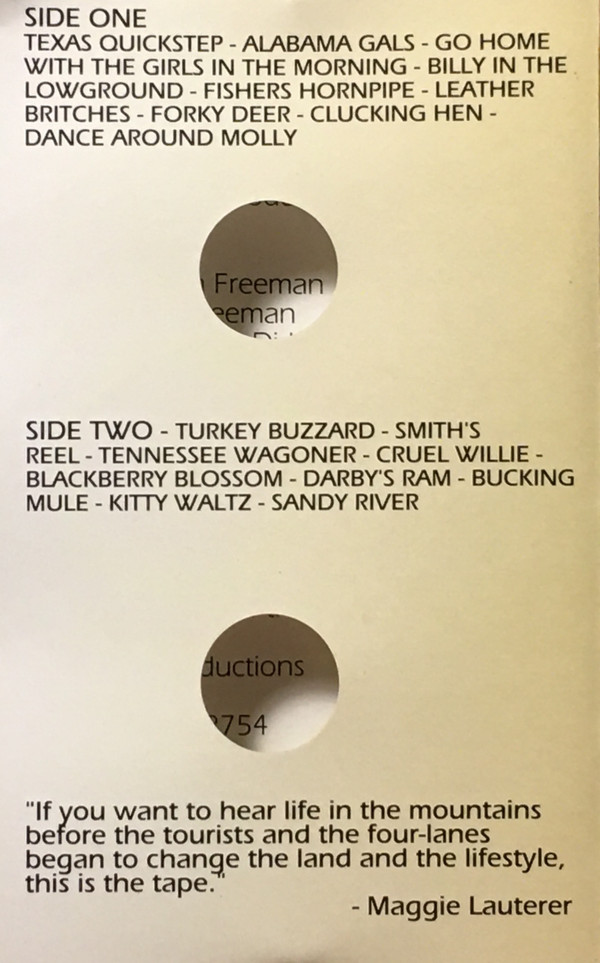 SIDE ONE
TEXAS QUICKSTEP - ALABAMA GALS - GO HOME
WITH THE GIRLS IN THE MORNING - BILLY IN THE
LOWGROUND - FISHERS HORNPIPE - LEATHER
BRITCHES - FORKY DEER - CLUCKING HEN -
DANCE AROUND MOLLY
Freeman
eeman
SIDE TWO - TURKEY BUZZARD - SMITH'S
REEL - TENNESSEE WAGONER - CRUEL WILLIE -
BLACKBERRY BLOSSOM - DARBY'S RAM - BUCKING
MULE - KITTY WALTZ - SANDY RIVER
ductions
754
"If you want to hear life in the mountains
before the tourists and the four-lanes
began to change the land and the lifestyle,
this is the tape."
- Maggie Lauterer